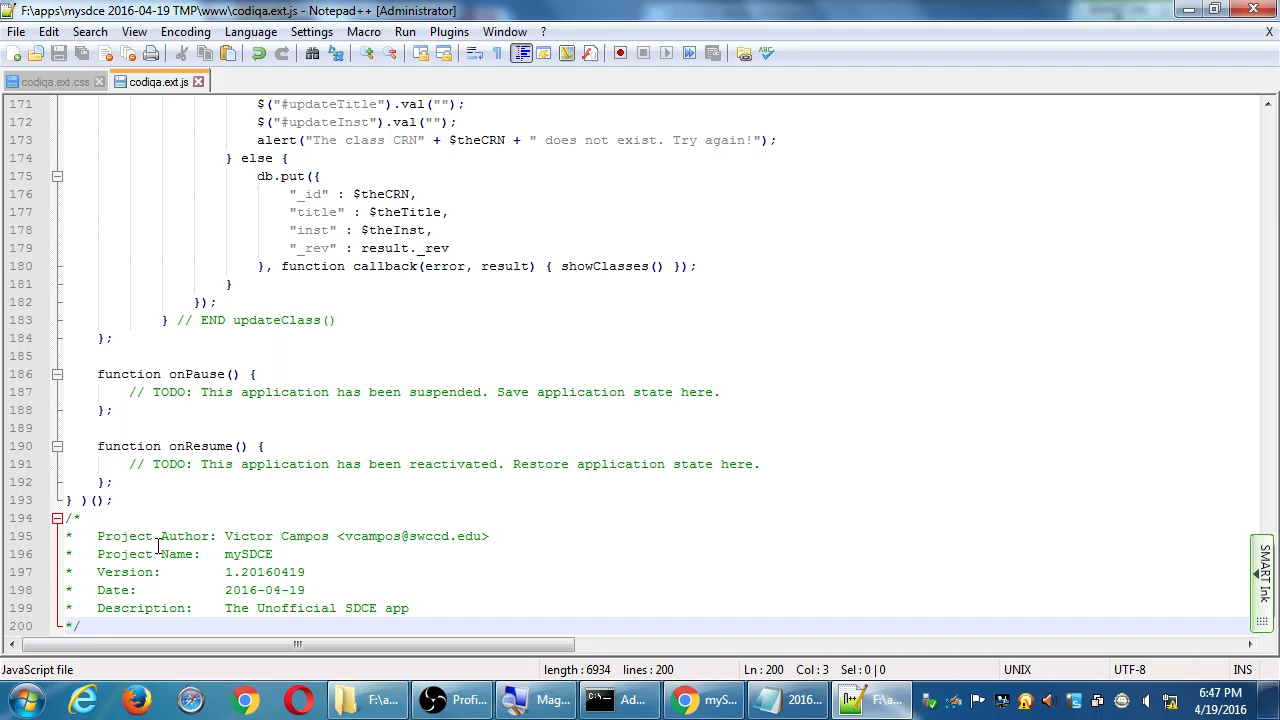 F:\apps\mysdce 2016-04-19 TMP\www\codiqa.ext.js - Notepad++ [Administrator]
File Edit Search View Encoding Language Settings Macro Run Plugins Window ? X
codiqa.ext.css codiqa.ext.js
171 $("#updateTitle").val("");
172 $("#updateInst").val("");
173 alert("The class CRN" + $theCRN + " does not exist. Try again!");
174 } else {
175 db.put({
176 "_id" : $theCRN,
177 "title" : $theTitle,
178 "inst" : $theInst,
179 "_rev" : result._rev
180 }, function callback(error, result) { showClasses() });
181 }
182 });
183 } // END updateClass()
184 };
185
186 function onPause() {
187 // TODO: This application has been suspended. Save application state here.
188 };
189
190 function onResume() {
191 // TODO: This application has been reactivated. Restore application state here.
192 };
193 } )();
194 /*
195 * Project Author: Victor Campos <vcampos@swccd.edu>
196 * Project Name: mySDCE
197 * Version: 1.20160419
198 * Date: 2016-04-19
199 * Description: The Unofficial SDCE app
200 */
SMART Ink
JavaScript file length : 6934 lines : 200 Ln : 200 Col : 3 Sel : 0 | 0 UNIX UTF-8 INS
F:\a... Profi... Mag... Ad... myS... 2016... F:\a... 6:47 PM
4/19/2016